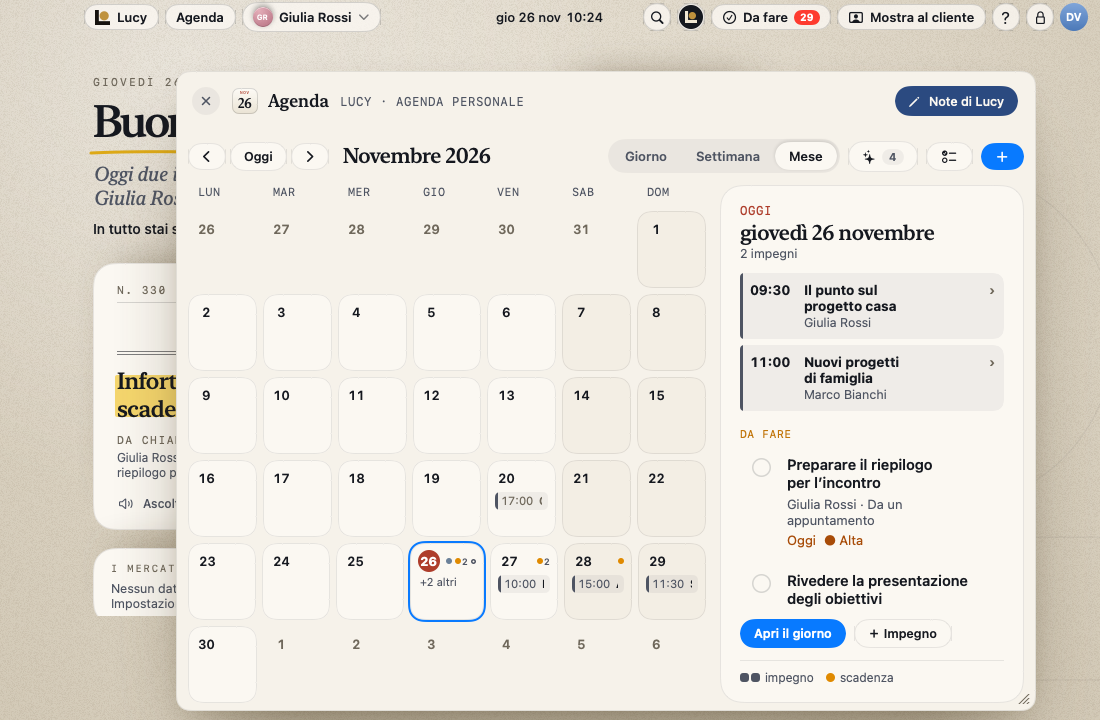 Lucy
Agenda
GR
Giulia Rossi
gio 26 nov 10:24
Da fare 29
Mostra al cliente
?
DV
GIOVEDÌ 26
Buon
Oggi due i
Giulia Ros
In tutto stai s
N. 330
Infort
scade
DA CHIA
Giulia Ross
riepilogo p
Ascol
I MERCAT
Nessun dat
Impostazio
NOV
26
Agenda
LUCY · AGENDA PERSONALE
Note di Lucy
Oggi
Novembre 2026
Giorno
Settimana
Mese
4
LUN MAR MER GIO VEN SAB DOM
26 27 28 29 30 31 1
2 3 4 5 6 7 8
9 10 11 12 13 14 15
16 17 18 19 20 21 22
17:00
23 24 25 26 2 27 2 28 29
+2 altri
10:00
15:00
11:30
30 1 2 3 4 5 6
OGGI
giovedì 26 novembre
2 impegni
09:30
Il punto sul
progetto casa
Giulia Rossi
11:00
Nuovi progetti
di famiglia
Marco Bianchi
DA FARE
Preparare il riepilogo
per l’incontro
Giulia Rossi · Da un
appuntamento
Oggi Alta
Rivedere la presentazione
degli obiettivi
Apri il giorno
+ Impegno
impegno scadenza